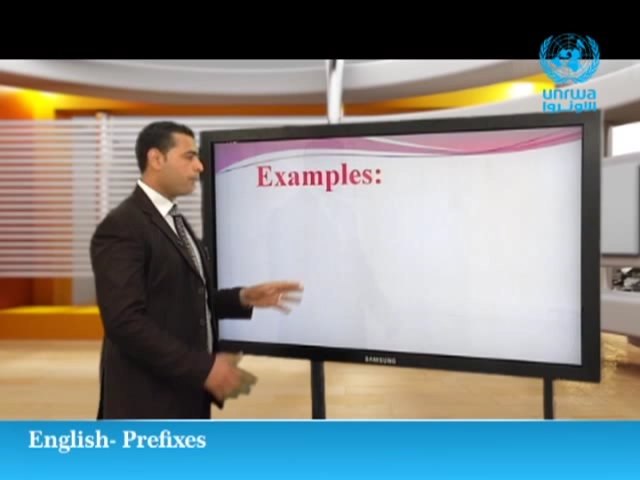 unrwa
الأونروا
Examples:
SAMSUNG
English- Prefixes